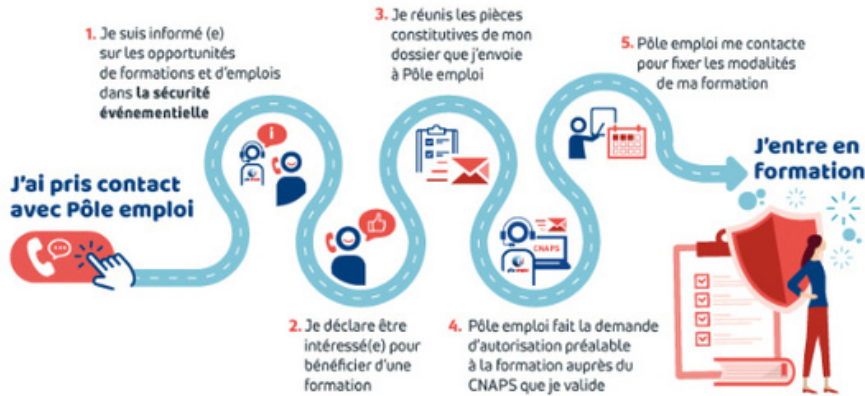 J'ai pris contact
avec Pôle emploi
1. Je suis informé (e)
sur les opportunités
de formations et d'emplois
dans la sécurité
événementielle
2. Je déclare être
intéressé(e) pour
bénéficier d'une
formation
3. Je réunis les pièces
constitutives de mon
dossier que j'envoie
à Pôle emploi
CNAPS
4. Pôle emploi fait la demande
d'autorisation préalable
à la formation auprès du
CNAPS que je valide
5. Pôle emploi me contacte
pour fixer les modalités
de ma formation
J'entre en
formation